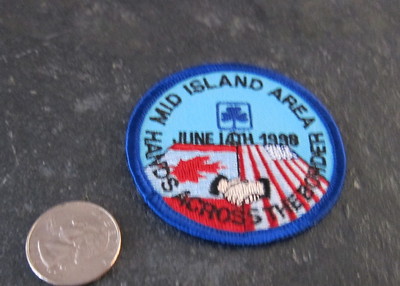 MID ISLAND AREA
JUNE 14TH 1998
HANDS ACROSS THE BORDER